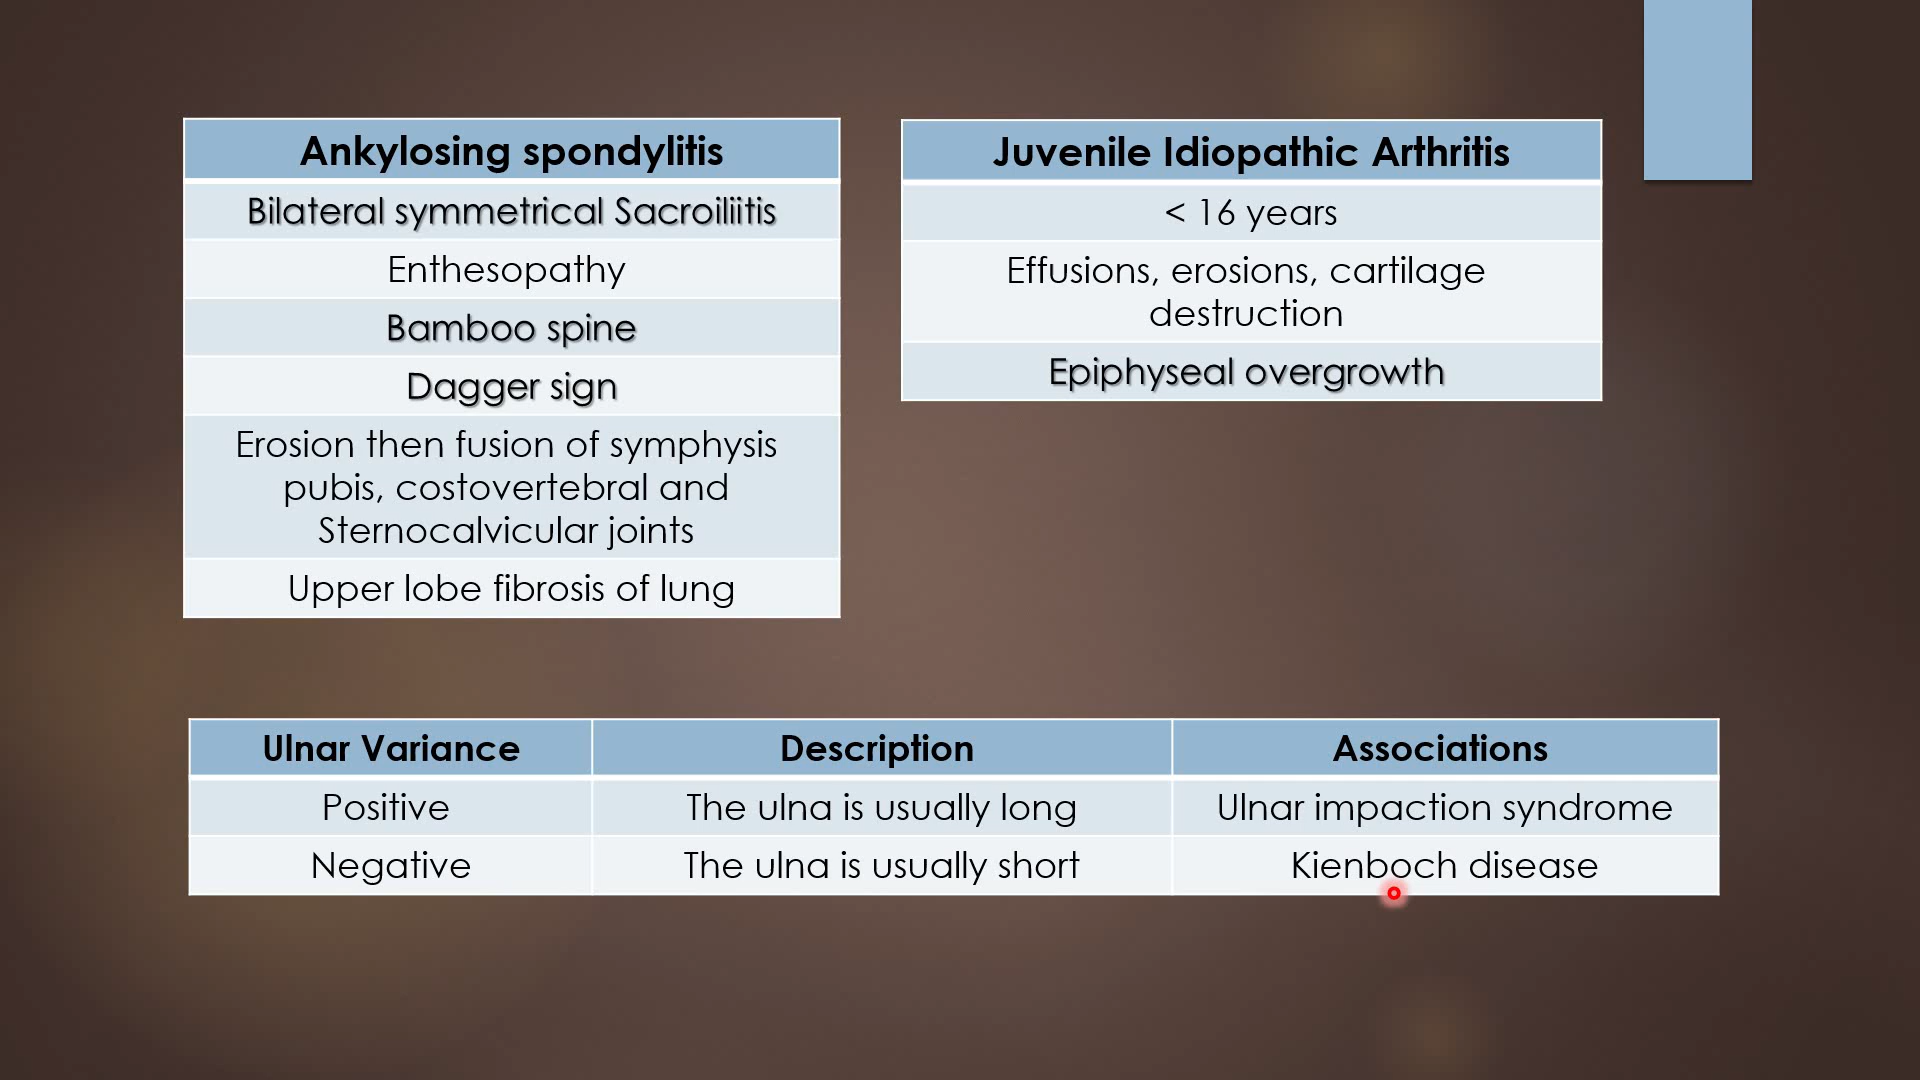 Ankylosing spondylitis
Bilateral symmetrical Sacroiliitis
Enthesopathy
Bamboo spine
Dagger sign
Erosion then fusion of symphysis
pubis, costovertebral and
Sternocalvicular joints
Upper lobe fibrosis of lung
Juvenile Idiopathic Arthritis
< 16 years
Effusions, erosions, cartilage
destruction
Epiphyseal overgrowth
Ulnar Variance Description Associations
Positive The ulna is usually long Ulnar impaction syndrome
Negative The ulna is usually short Kienboch disease